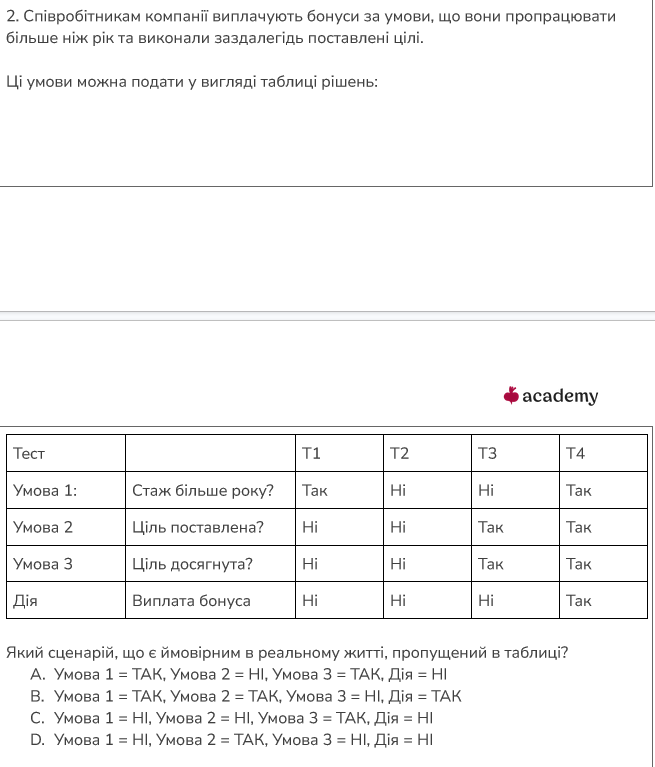 2. Співробітникам компанії виплачують бонуси за умови, що вони пропрацювати
більше ніж рік та виконали заздалегідь поставлені цілі.
Ці умови можна подати у вигляді таблиці рішень:
academy
Тест T1 T2 T3 T4
Умова 1: Стаж більше року? Так Ні Ні Так
Умова 2 Ціль поставлена? Ні Ні Так Так
Умова 3 Ціль досягнута? Ні Ні Так Так
Дія Виплата бонуса Ні Ні Ні Так
Який сценарій, що є ймовірним в реальному житті, пропущений в таблиці?
A. Умова 1 = ТАК, Умова 2 = НІ, Умова 3 = ТАК, Дія = НІ
B. Умова 1 = ТАК, Умова 2 = ТАК, Умова 3 = НІ, Дія = ТАК
C. Умова 1 = НІ, Умова 2 = НІ, Умова 3 = ТАК, Дія = НІ
D. Умова 1 = НІ, Умова 2 = ТАК, Умова 3 = НІ, Дія = НІ